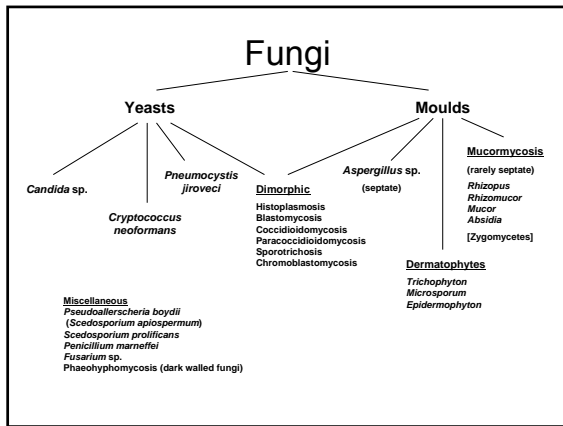 Fungi
Yeasts
Moulds
Candida sp.
Cryptococcus
neoformans
Pneumocystis
jiroveci
Dimorphic
Histoplasmosis
Blastomycosis
Coccidioidomycosis
Paracoccidioidomycosis
Sporotrichosis
Chromoblastomycosis
Aspergillus sp.
(septate)
Mucormycosis
(rarely septate)
Rhizopus
Rhizomucor
Mucor
Absidia
[Zygomycetes]
Dermatophytes
Trichophyton
Microsporum
Epidermophyton
Miscellaneous
Pseudoallerscheria boydii
(Scedosporium apiospermum)
Scedosporium prolificans
Penicillium marneffei
Fusarium sp.
Phaeohyphomycosis (dark walled fungi)